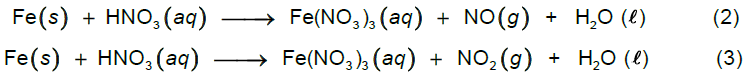 Fe(s) + HNO₃(aq) ⟶ Fe(NO₃)₃(aq) + NO(g) + H₂O (ℓ) (2)
Fe(s) + HNO₃(aq) ⟶ Fe(NO₃)₃(aq) + NO₂(g) + H₂O (ℓ) (3)